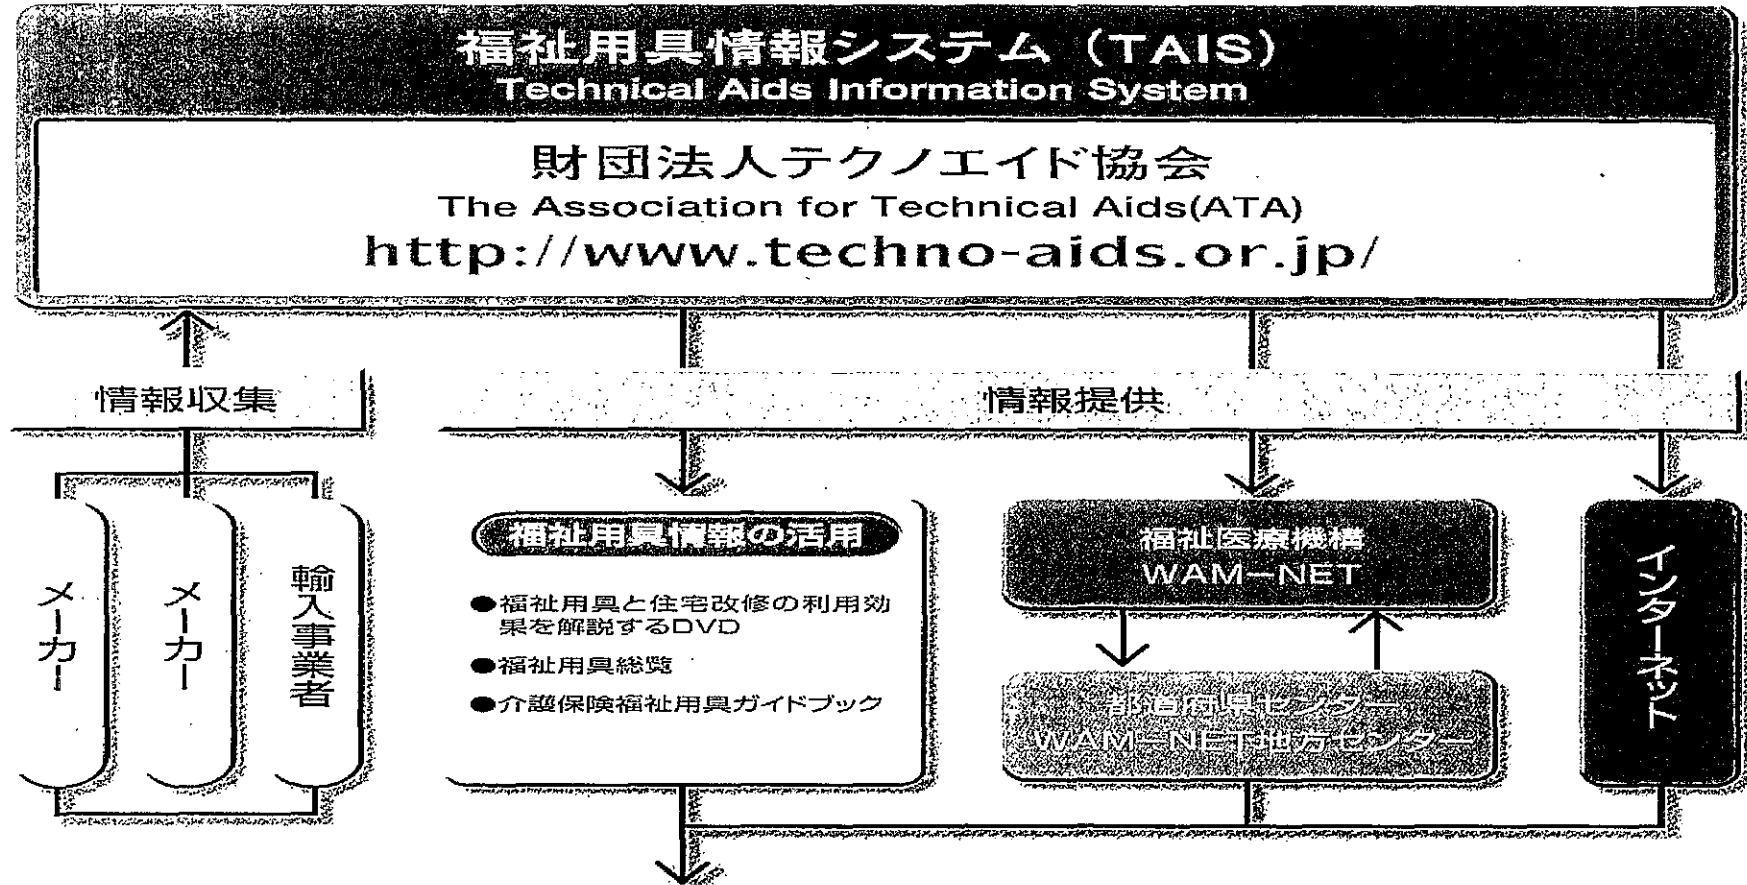 福祉用具情報システム（TAIS）
Technical Aids Information System
財団法人テクノエイド協会
The Association for Technical Aids(ATA)
http://www.techno-aids.or.jp/
情報収集
情報提供
メーカー
メーカー
輸入事業者
福祉用具情報の活用
●福祉用具と住宅改修の利用効
果を解説するDVD
●福祉用具総覧
●介護保険福祉用具ガイドブック
福祉医療機構
WAM－NET
都道府県センター
WAM－NET地方センター
インターネット